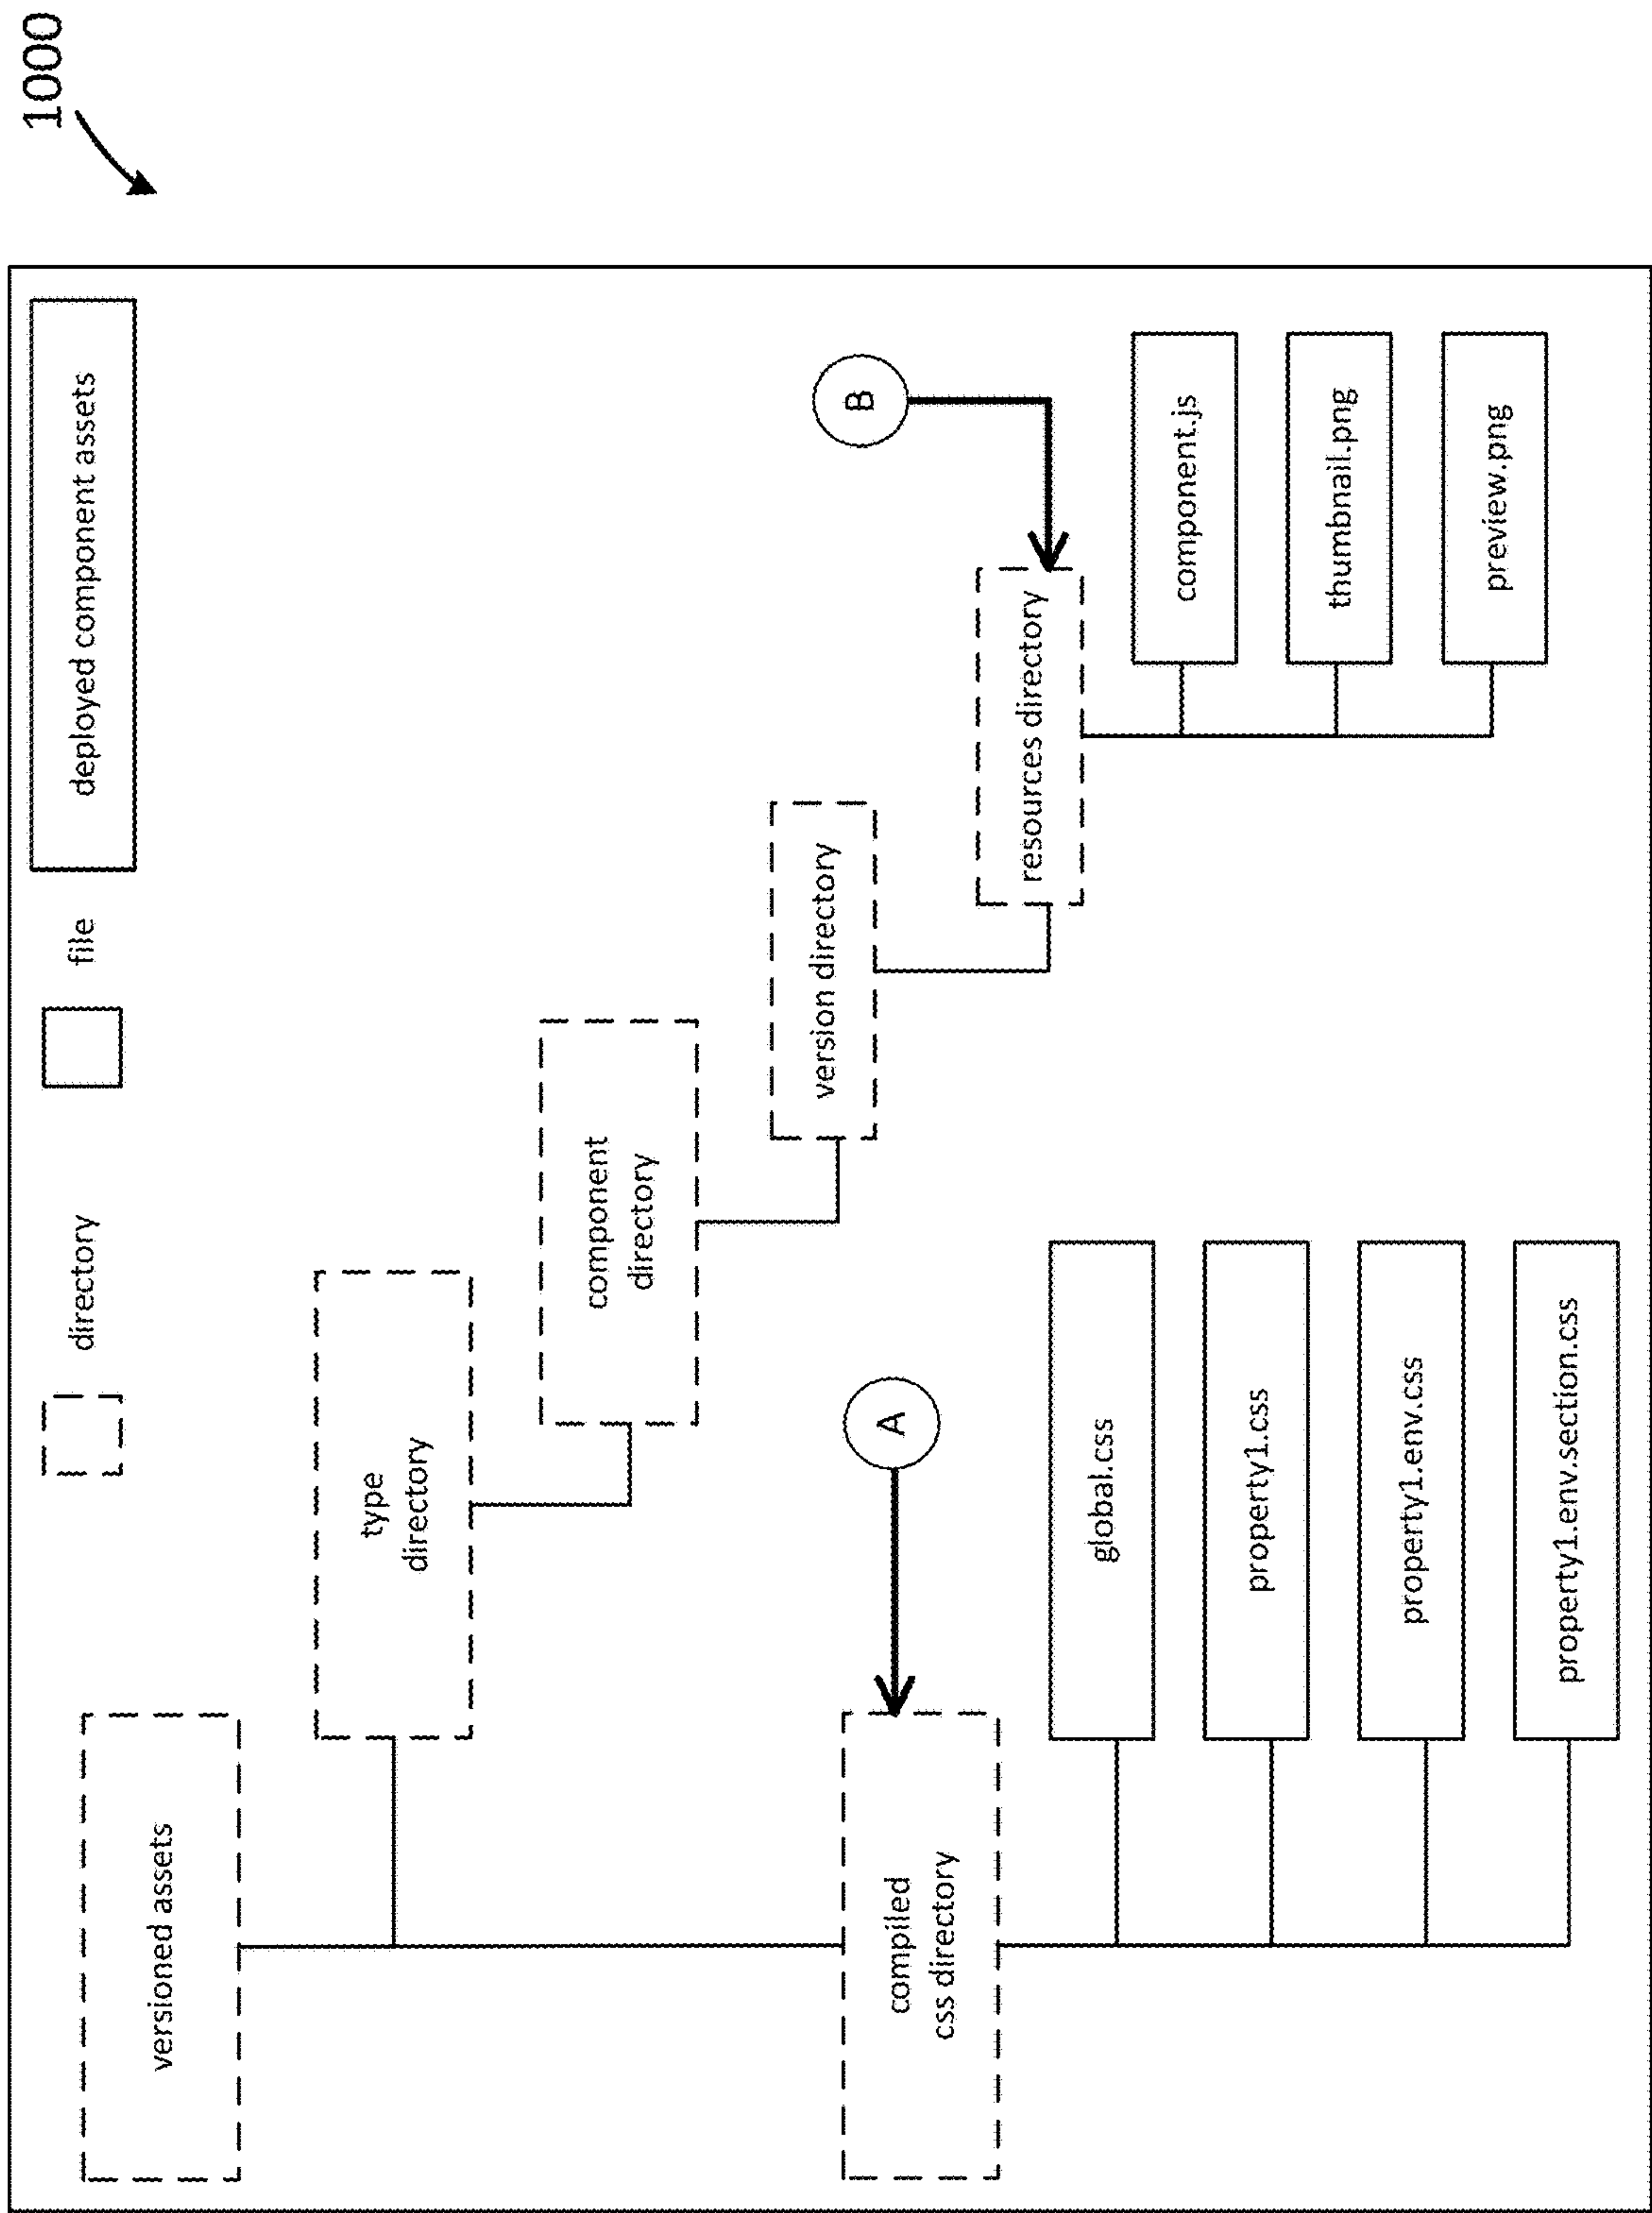 1000
directory
file
deployed component assets
versioned assets
type
directory
component
directory
version directory
B
resources directory
component.js
thumbnail.png
preview.png
A
compiled
css directory
global.css
property1.css
property1.env.css
property1.env.section.css